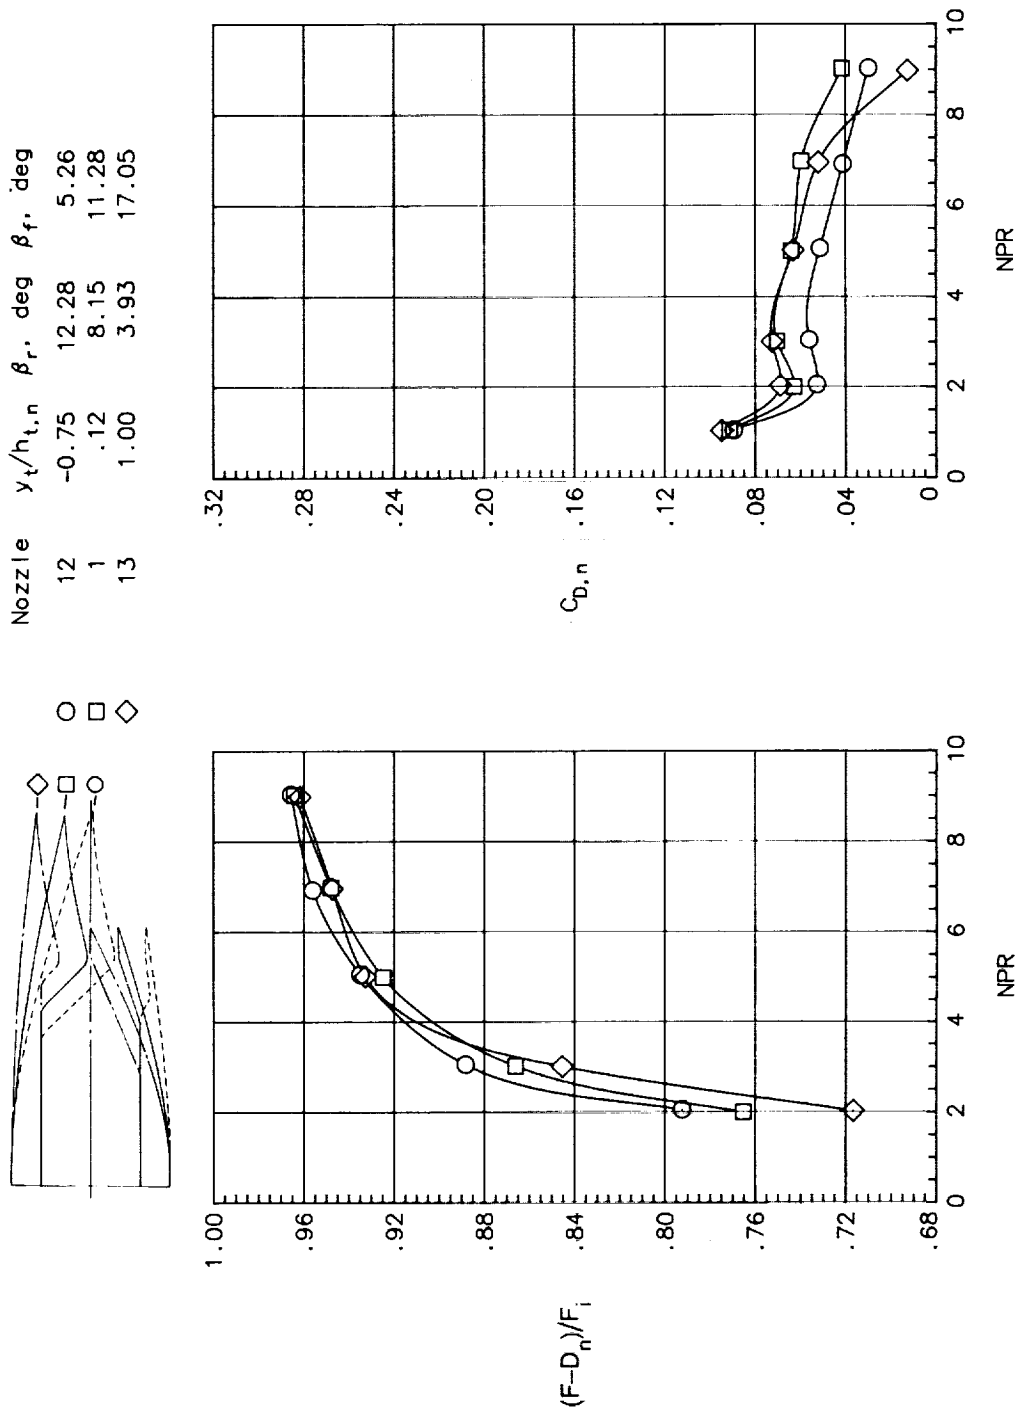 Nozzle y_t/h_t,n β_r, deg β_f, deg
12 -0.75 12.28 5.26
1 .12 8.15 11.28
13 1.00 3.93 17.05
1.00
.96
.92
.88
.84
.80
.76
.72
.68
(F-D_n)/F_i
0 2 4 6 8 10
NPR
.32
.28
.24
.20
.16
.12
.08
.04
0
C_D,n
0 2 4 6 8 10
NPR